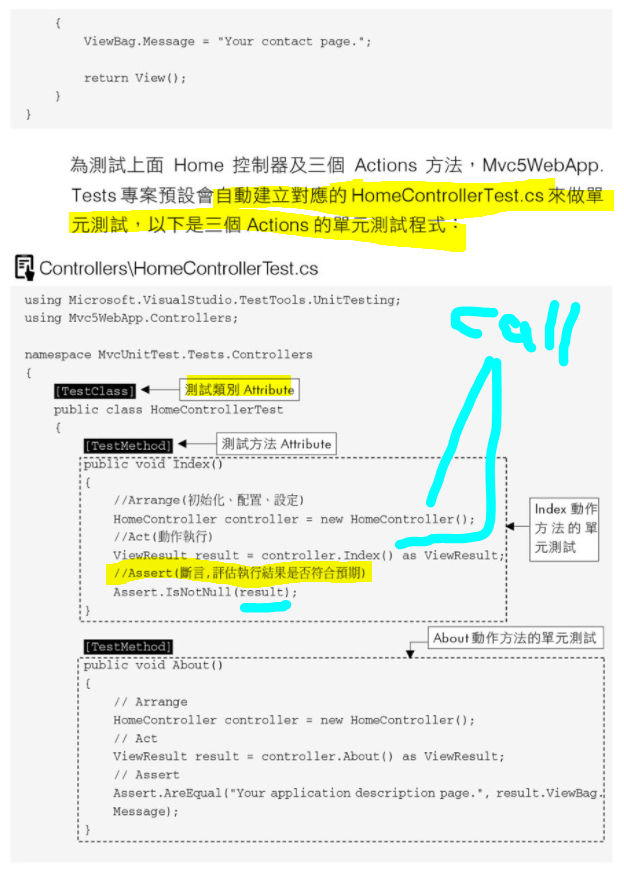 {
ViewBag.Message = "Your contact page.";
return View();
}
}
為測試上面 Home 控制器及三個 Actions 方法，Mvc5WebApp.
Tests 專案預設會自動建立對應的 HomeControllerTest.cs 來做單
元測試，以下是三個 Actions 的單元測試程式：
Controllers\HomeControllerTest.cs
using Microsoft.VisualStudio.TestTools.UnitTesting;
using Mvc5WebApp.Controllers;
call
namespace MvcUnitTest.Tests.Controllers
{
[TestClass] 測試類別 Attribute
public class HomeControllerTest
{
[TestMethod] 測試方法 Attribute
public void Index()
{
//Arrange(初始化、配置、設定)
HomeController controller = new HomeController();
//Act(動作執行)
ViewResult result = controller.Index() as ViewResult;
//Assert(斷言,評估執行結果是否符合預期)
Assert.IsNotNull(result);
}
Index 動作
方法的單
元測試
[TestMethod] About 動作方法的單元測試
public void About()
{
// Arrange
HomeController controller = new HomeController();
// Act
ViewResult result = controller.About() as ViewResult;
// Assert
Assert.AreEqual("Your application description page.", result.ViewBag.
Message);
}